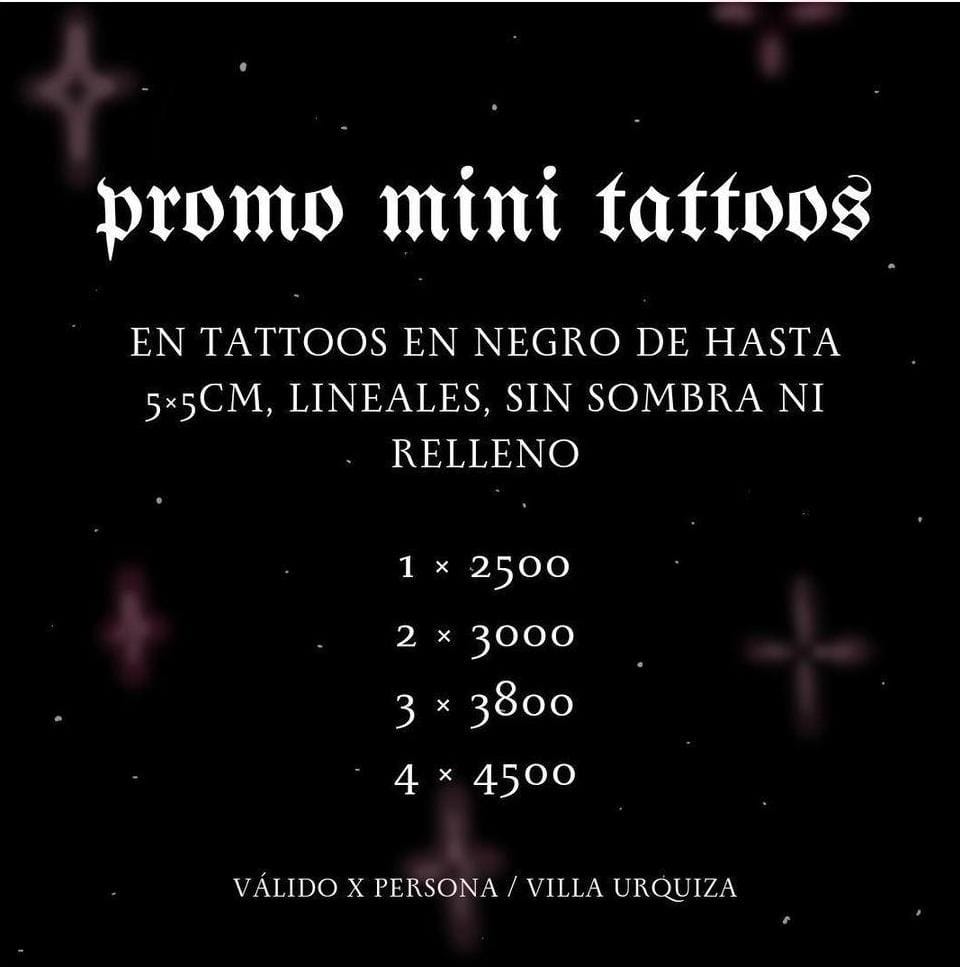 promo mini tattoos
EN TATTOOS EN NEGRO DE HASTA
5×5CM, LINEALES, SIN SOMBRA NI
RELLENO
1 × 2500
2 × 3000
3 × 3800
4 × 4500
VÁLIDO X PERSONA / VILLA URQUIZA